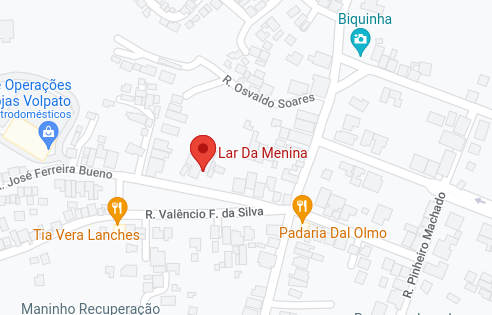 Biquinha
Operações
ojas Volpato
trodomésticos
R. Osvaldo Soares
Lar Da Menina
. José Ferreira Bueno
R. Valêncio F. da Silva
Tia Vera Lanches
Padaria Dal Olmo
R. Pinheiro Machado
Maninho Recuperação